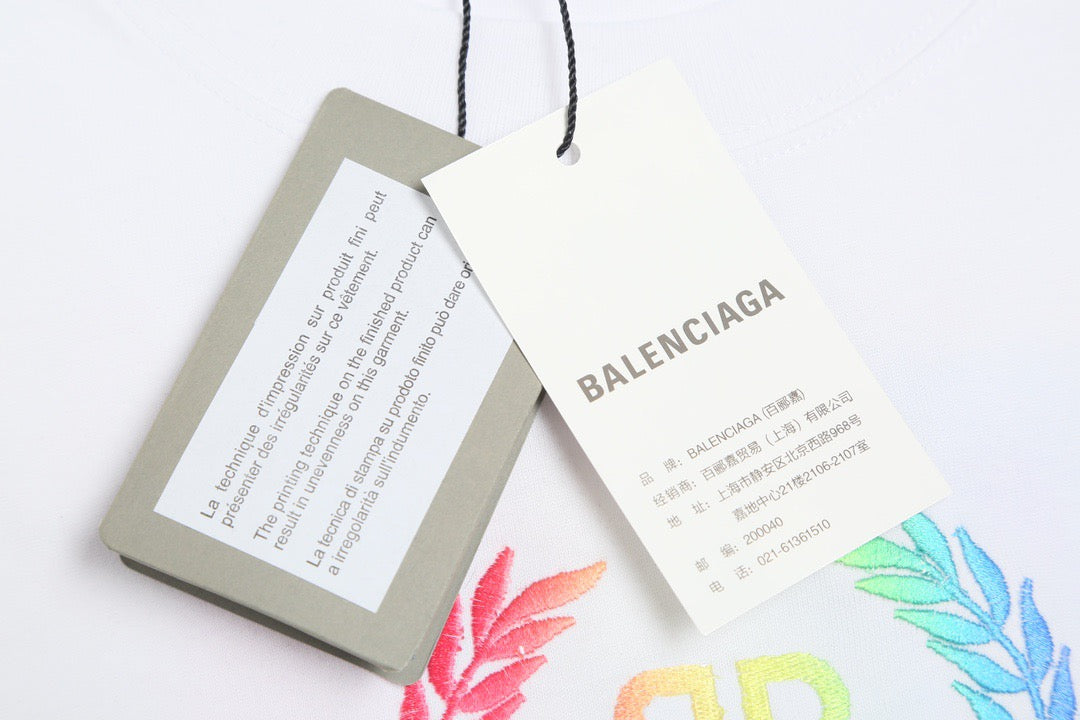 La technique d'impression sur produit fini peut
présenter des irrégularités sur ce vêtement.
The printing technique on the finished product can
result in unevenness on this garment.
La tecnica di stampa su prodoto finito può dare
a irregolarità sull'indumento.
BALENCIAGA
品 牌: BALENCIAGA (百郦嘉)
经销商: 百郦嘉贸易（上海）有限公司
地 址: 上海市静安区北京西路968号
嘉地中心21楼2106-2107室
邮 编: 200040
电 话: 021-61361510